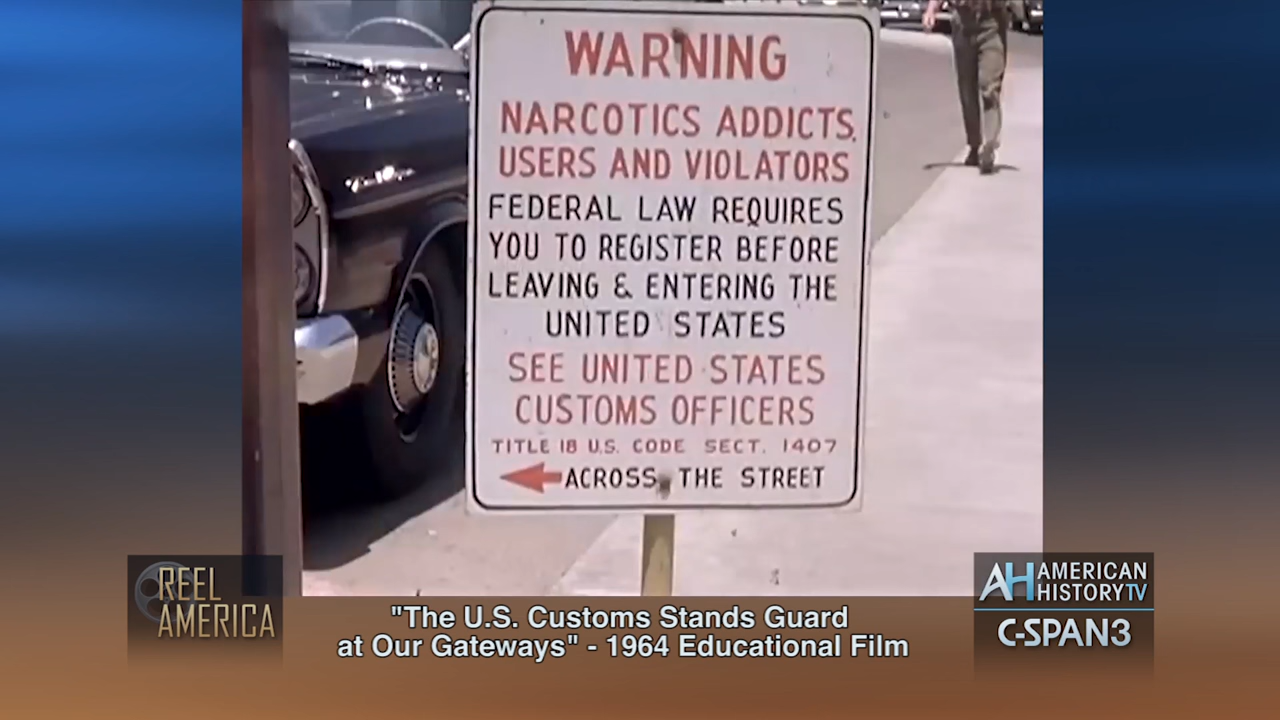 WARNING
NARCOTICS ADDICTS,
USERS AND VIOLATORS
FEDERAL LAW REQUIRES
YOU TO REGISTER BEFORE
LEAVING & ENTERING THE
UNITED STATES
SEE UNITED STATES
CUSTOMS OFFICERS
TITLE 18 U.S. CODE SECT. 1407
ACROSS THE STREET
REEL
AMERICA
"The U.S. Customs Stands Guard
at Our Gateways" - 1964 Educational Film
AH AMERICAN
HISTORY TV
C-SPAN3